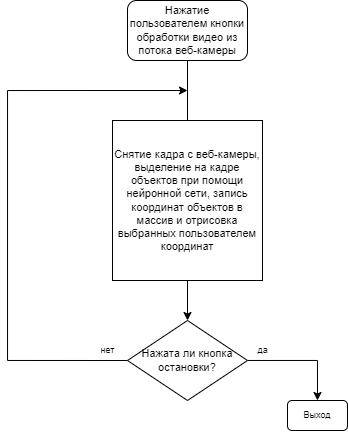 Нажатие
пользователем кнопки
обработки видео из
потока веб-камеры
Снятие кадра с веб-камеры,
выделение на кадре
объектов при помощи
нейронной сети, запись
координат объектов в
массив и отрисовка
выбранных пользователем
координат
нет
Нажата ли кнопка
остановки?
да
Выход